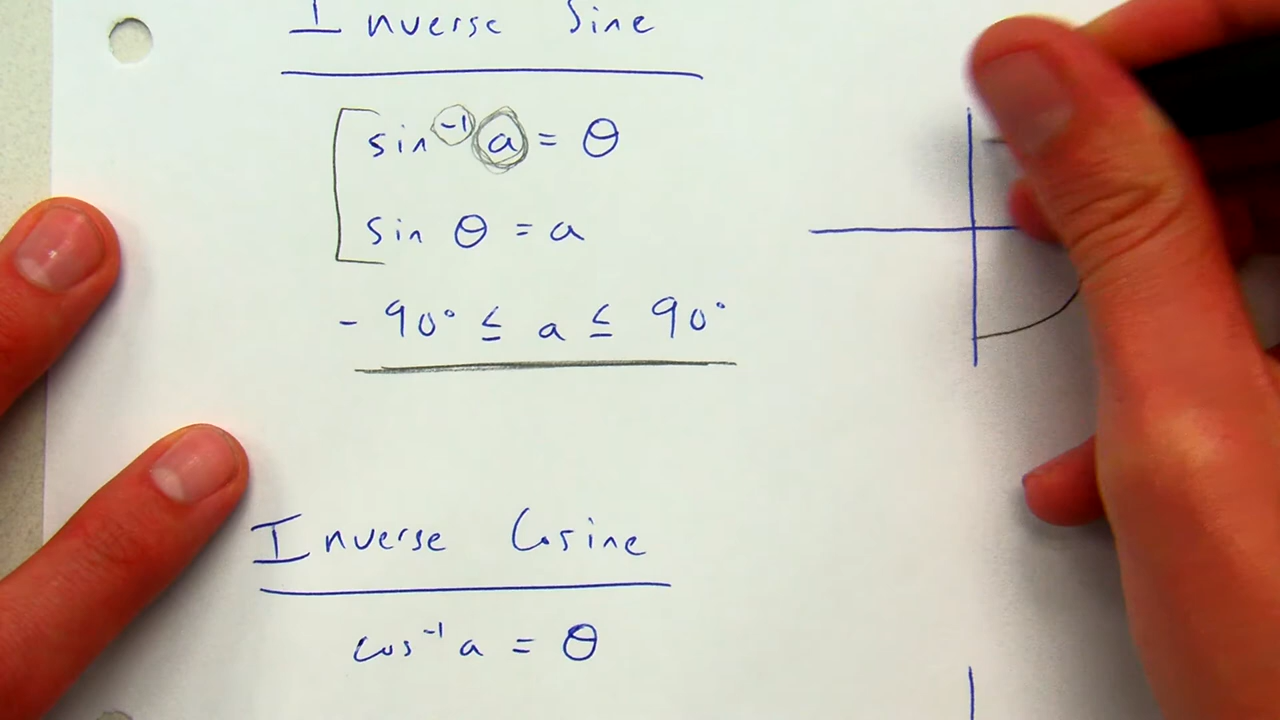 Inverse Sine
sin⁻¹ a = θ
sin θ = a
- 90° ≤ a ≤ 90°
Inverse Cosine
cos⁻¹ a = θ